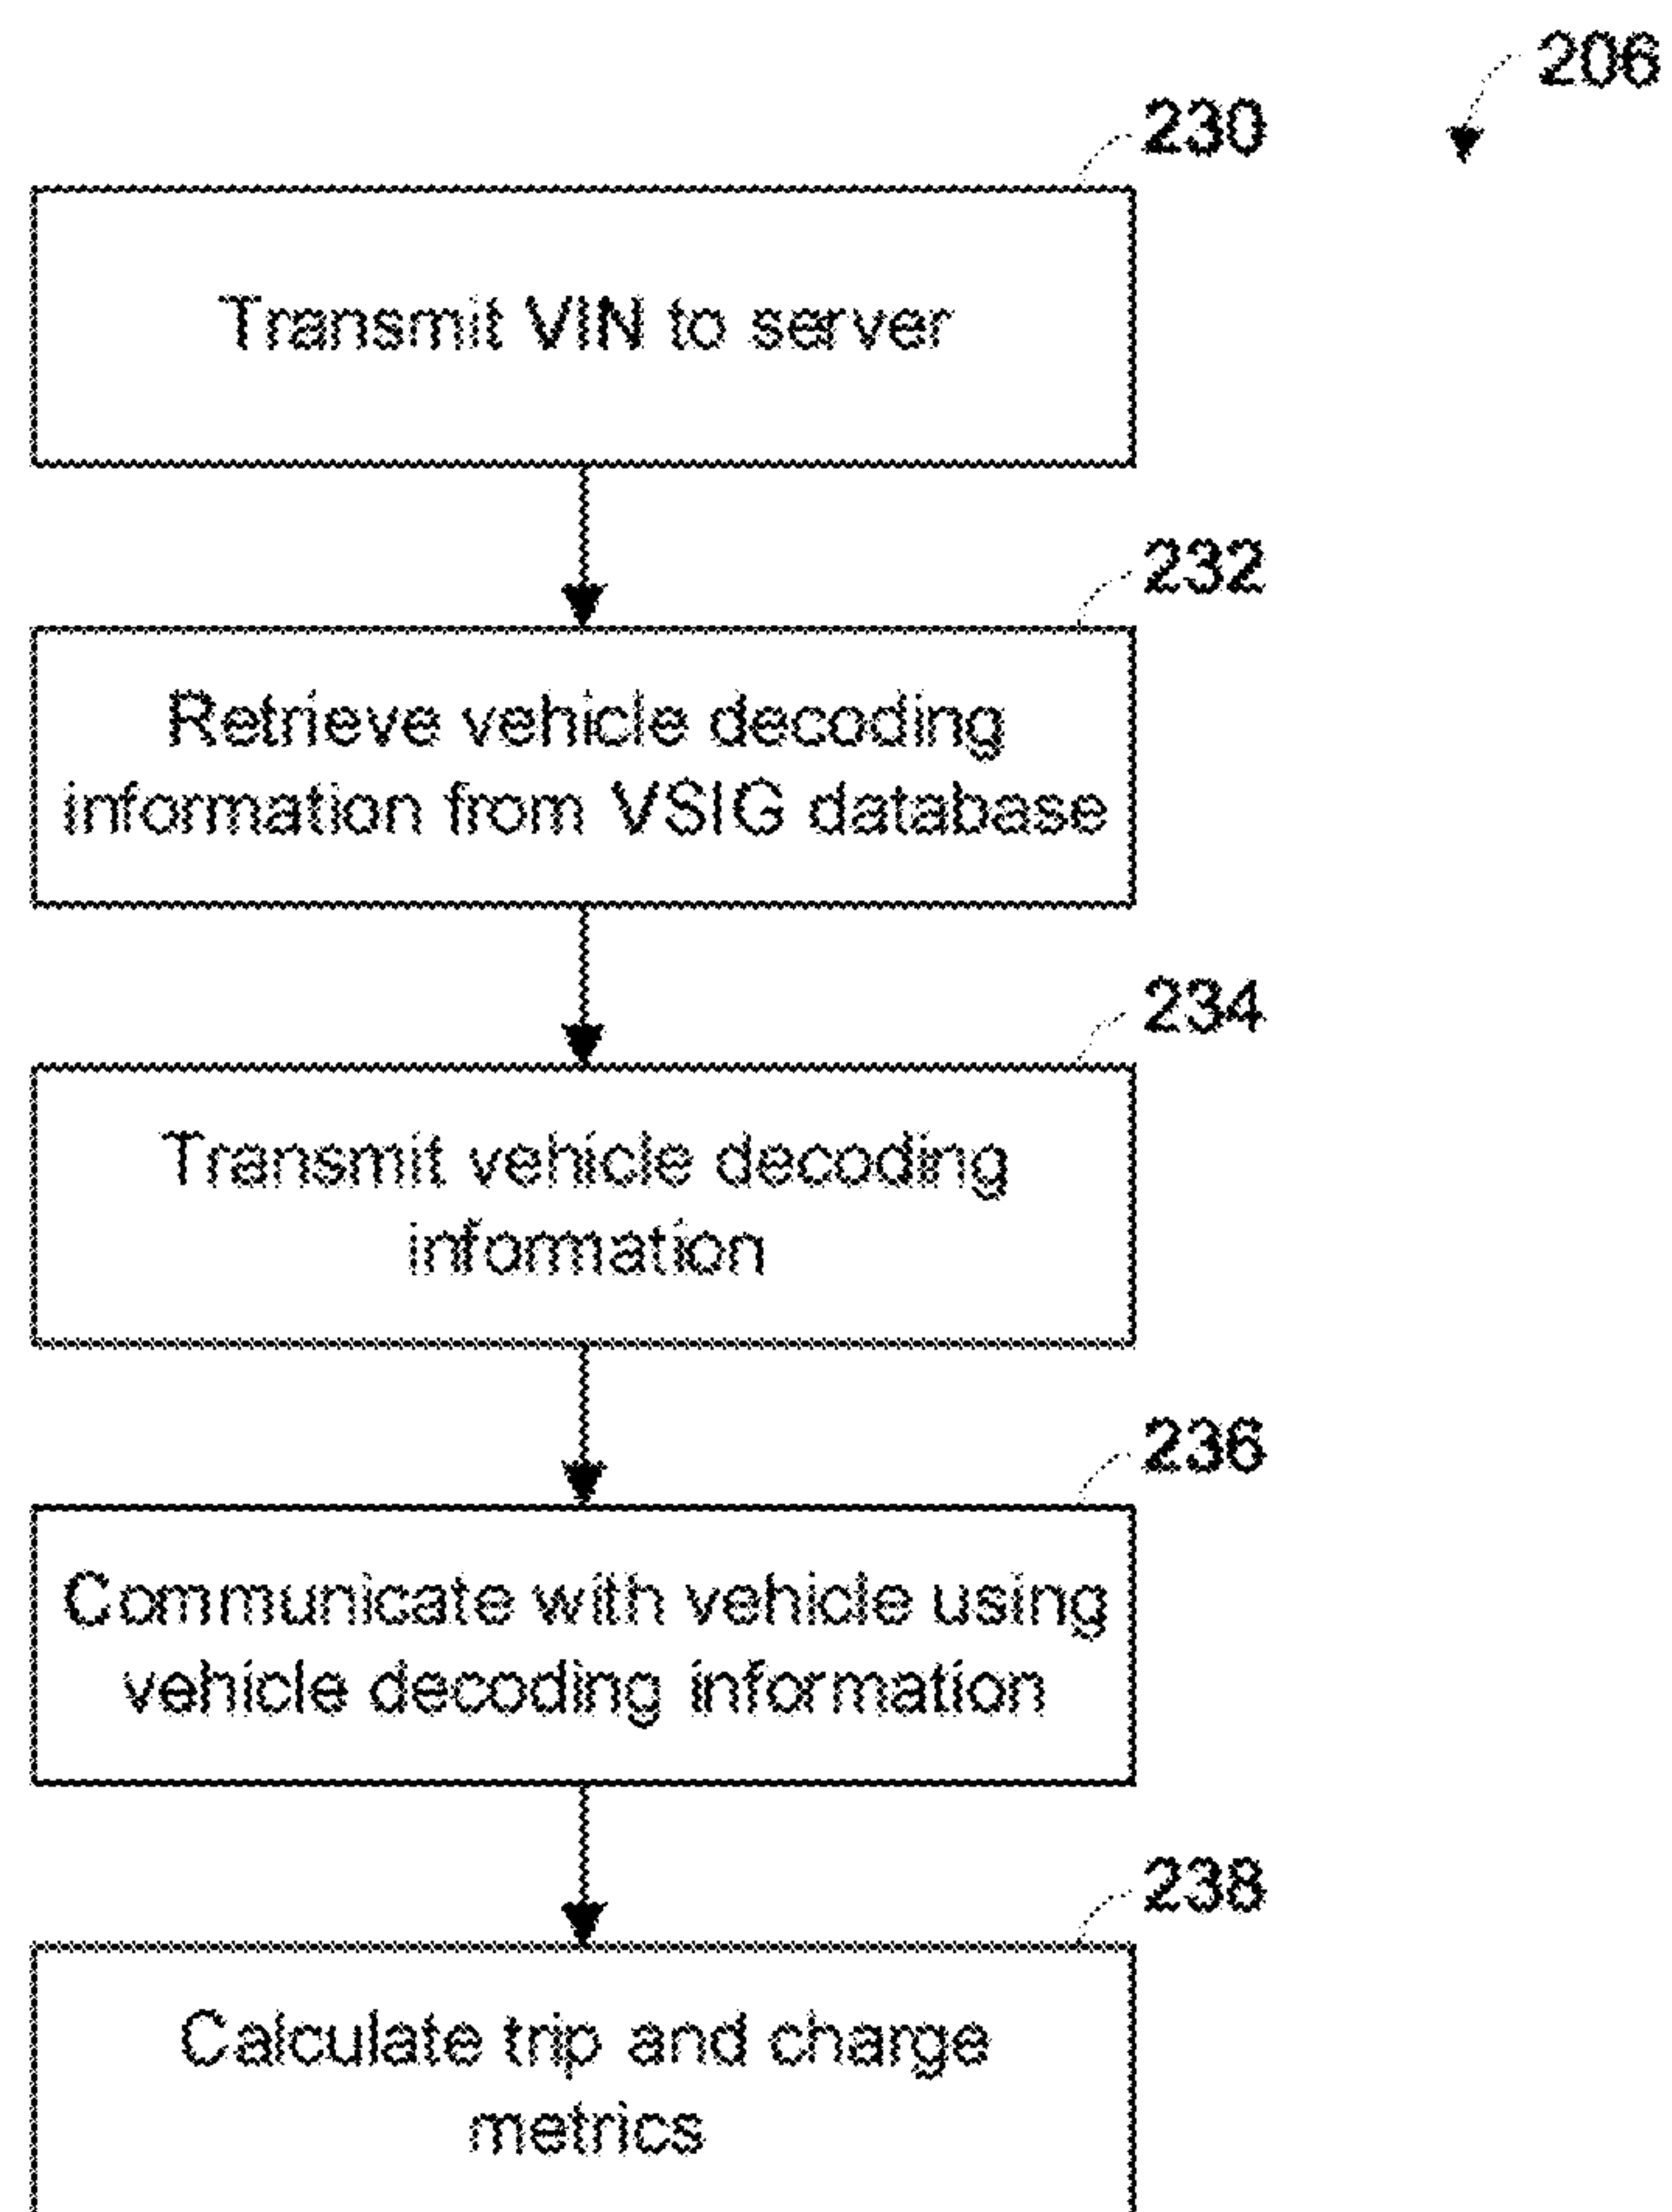 206
230
Transmit VIN to server
232
Retrieve vehicle decoding
information from VSIG database
234
Transmit vehicle decoding
information
236
Communicate with vehicle using
vehicle decoding information
238
Calculate trip and charge
metrics